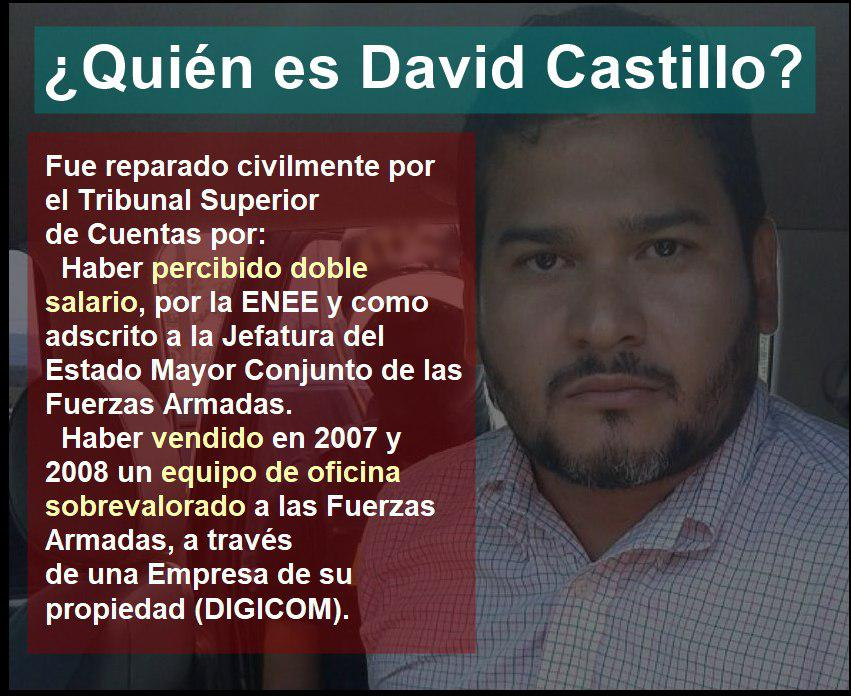 ¿Quién es David Castillo?
Fue reparado civilmente por
el Tribunal Superior
de Cuentas por:
Haber percibido doble
salario, por la ENEE y como
adscrito a la Jefatura del
Estado Mayor Conjunto de las
Fuerzas Armadas.
Haber vendido en 2007 y
2008 un equipo de oficina
sobrevalorado a las Fuerzas
Armadas, a través
de una Empresa de su
propiedad (DIGICOM).